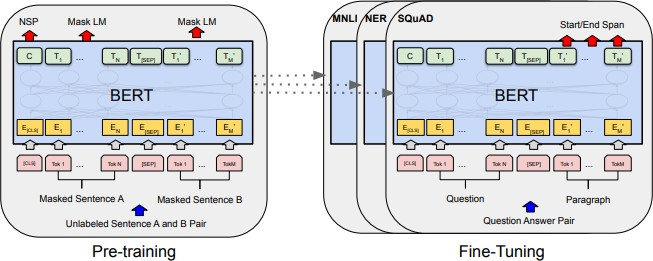 NSP Mask LM Mask LM
C T1 ... TN T[SEP] T1' ... TM'
BERT
E[CLS] E1 ... EN E[SEP] E1' ... EM'
[CLS] Tok 1 ... Tok N [SEP] Tok 1 ... TokM
Masked Sentence A Masked Sentence B
Unlabeled Sentence A and B Pair
Pre-training
MNLI NER SQuAD
Start/End Span
C T1 ... TN T[SEP] T1' ... TM'
BERT
E[CLS] E1 ... EN E[SEP] E1' ... EM'
[CLS] Tok 1 ... Tok N [SEP] Tok 1 ... TokM
Question Paragraph
Question Answer Pair
Fine-Tuning